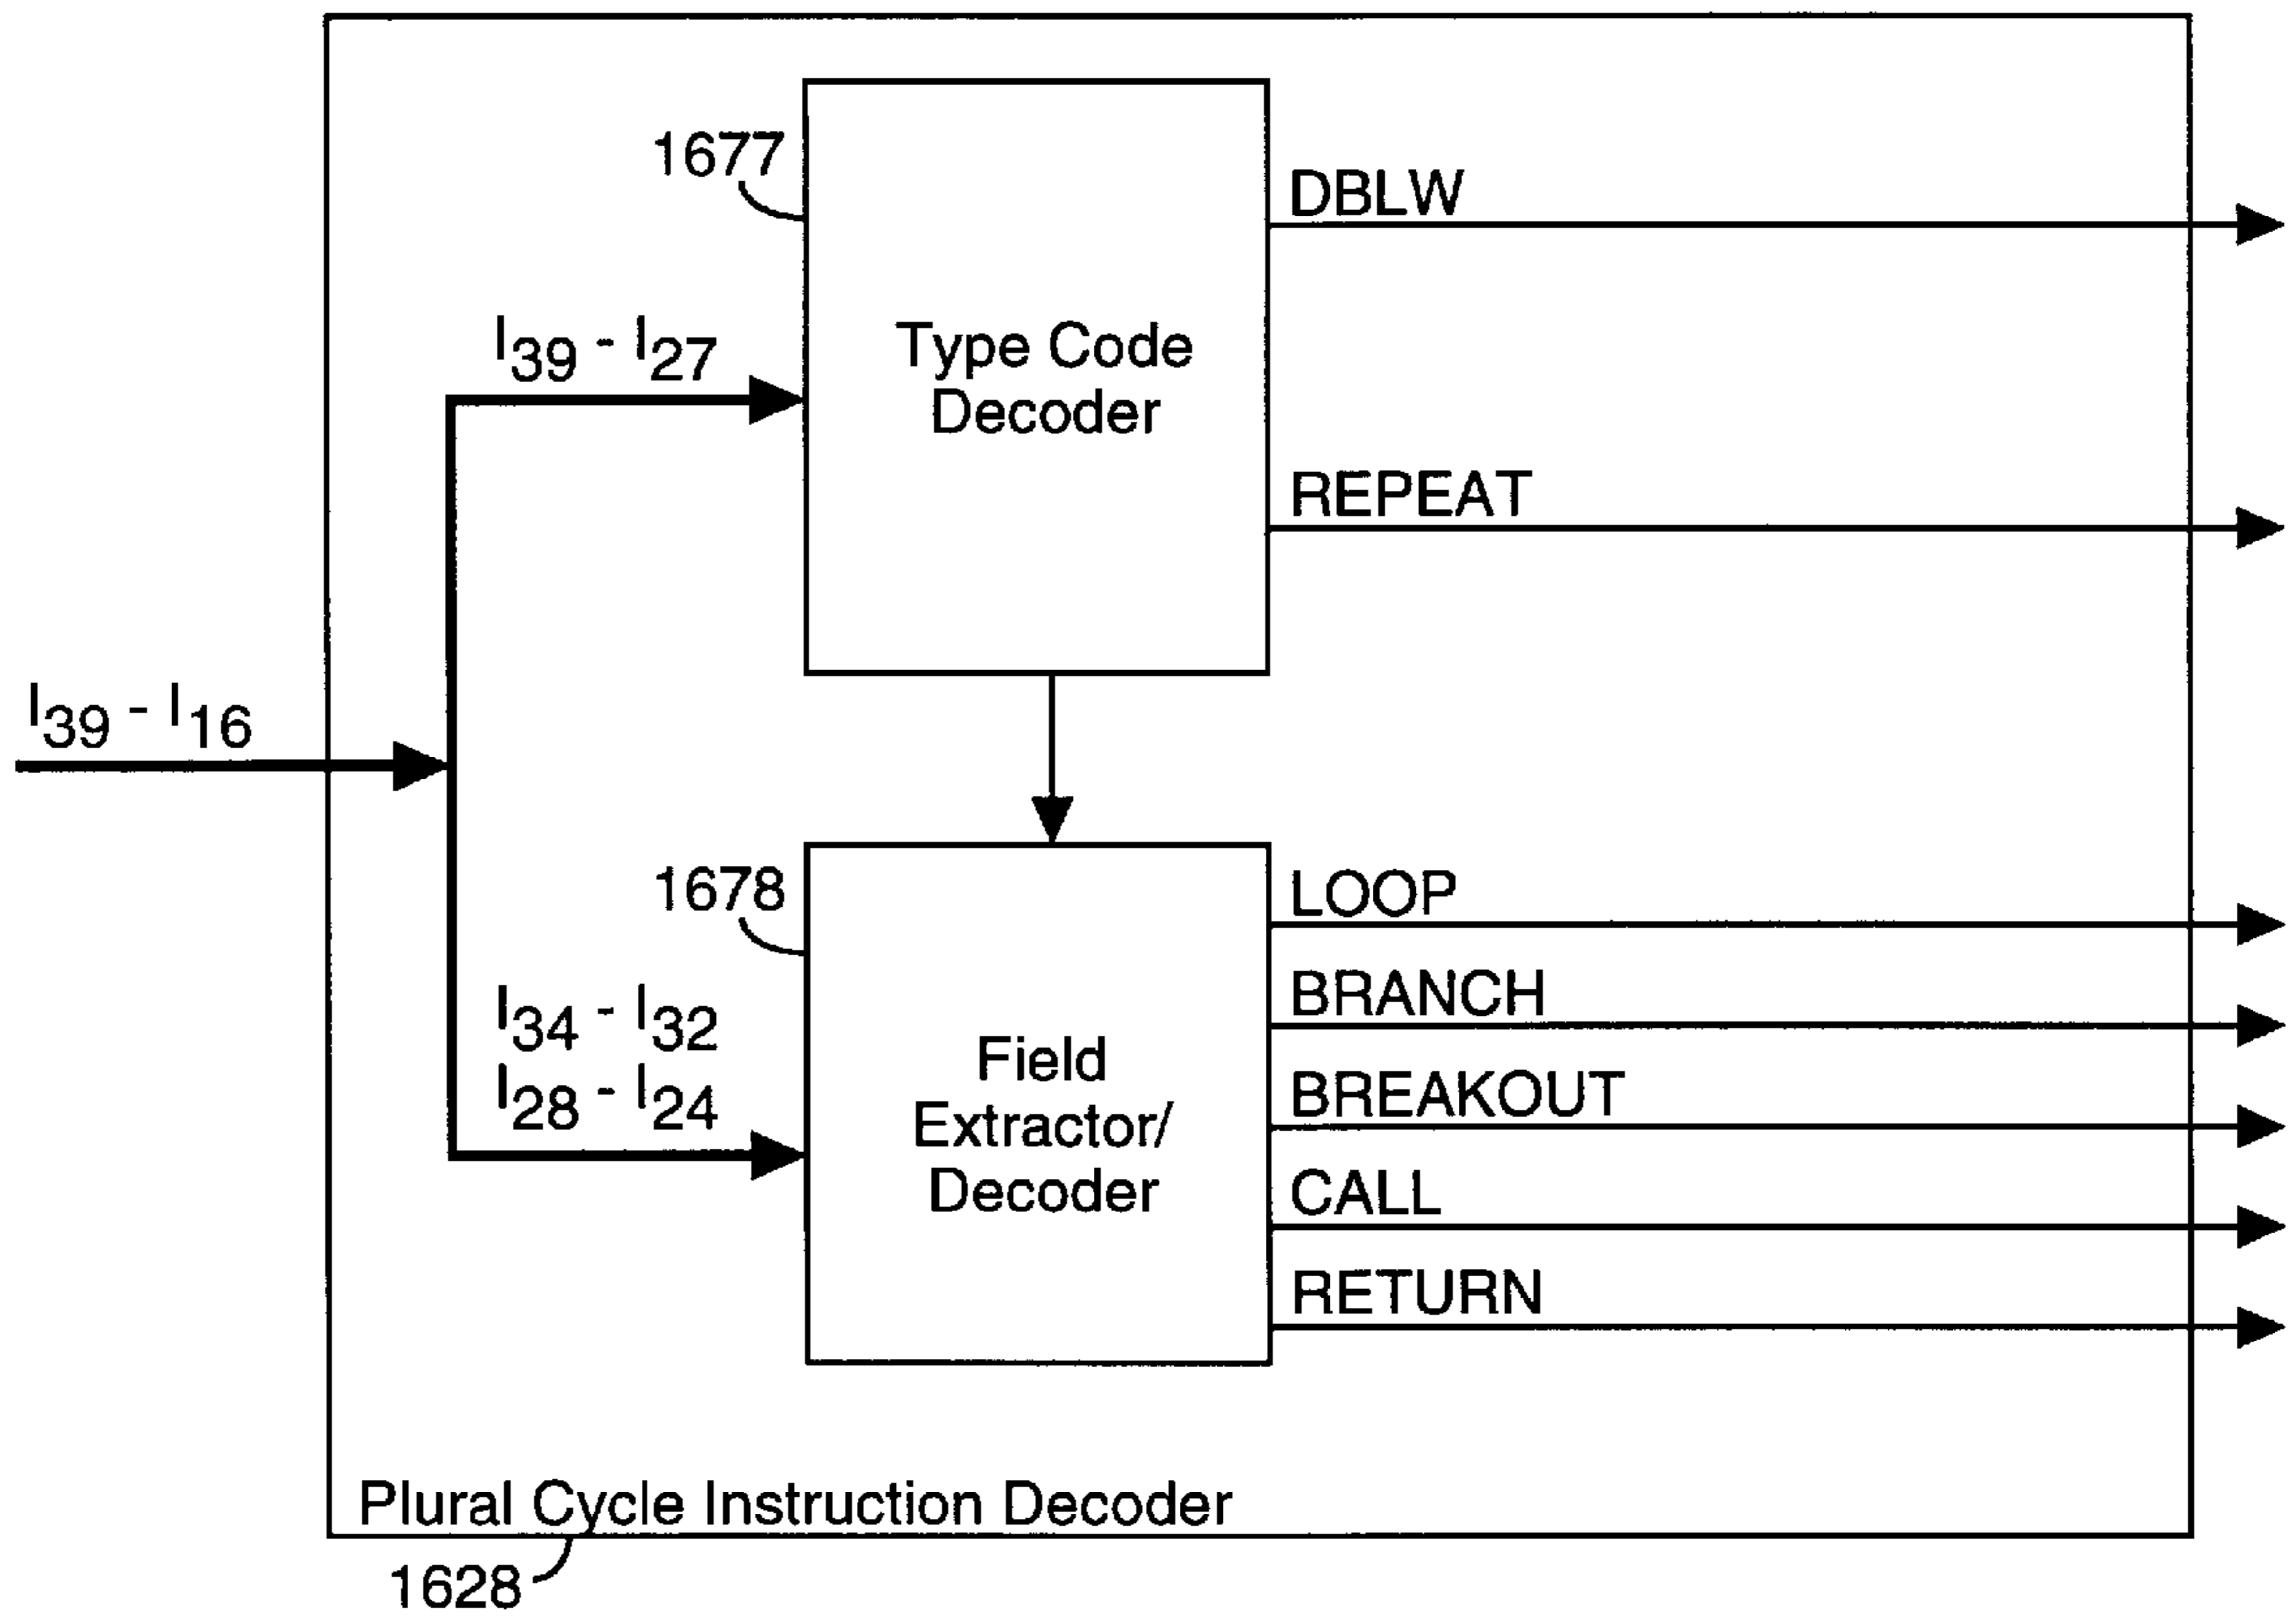 1677
DBLW
I39 - I27
Type Code
Decoder
REPEAT
I39 - I16
1678
LOOP
I34 - I32
BRANCH
I28 - I24
Field
Extractor/
Decoder
BREAKOUT
CALL
RETURN
Plural Cycle Instruction Decoder
1628